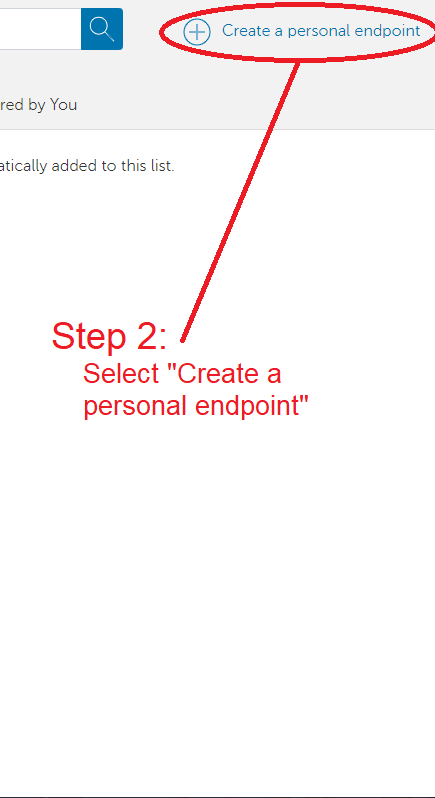 Create a personal endpoint
red by You
atically added to this list.
Step 2:
Select "Create a
personal endpoint"